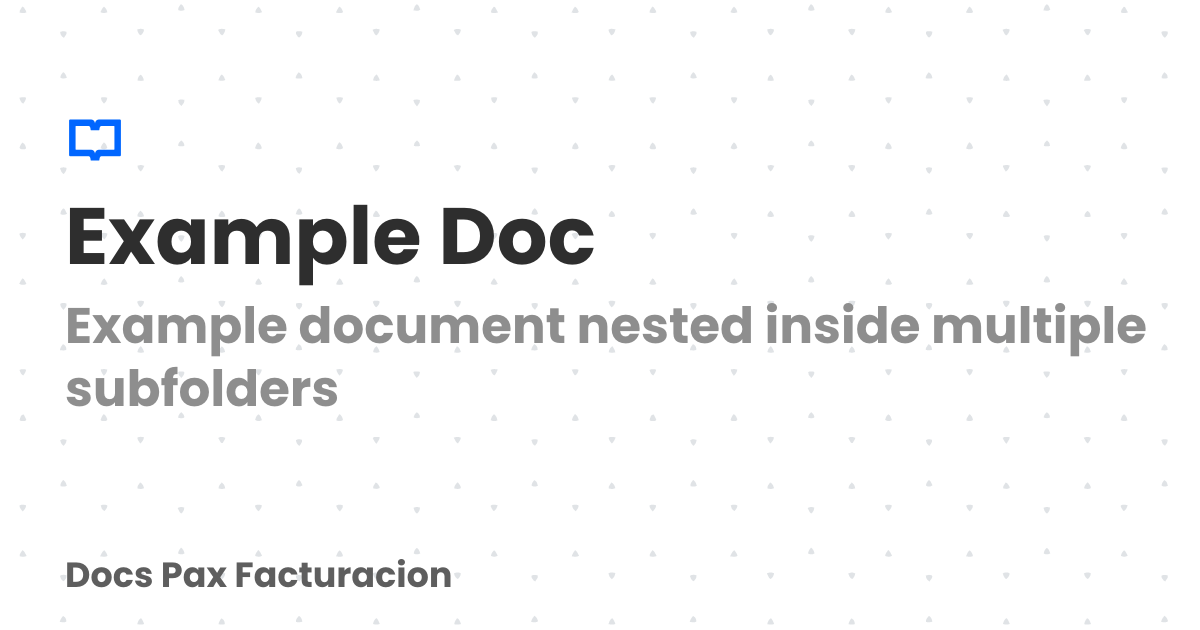 Example Doc
Example document nested inside multiple
subfolders
Docs Pax Facturacion